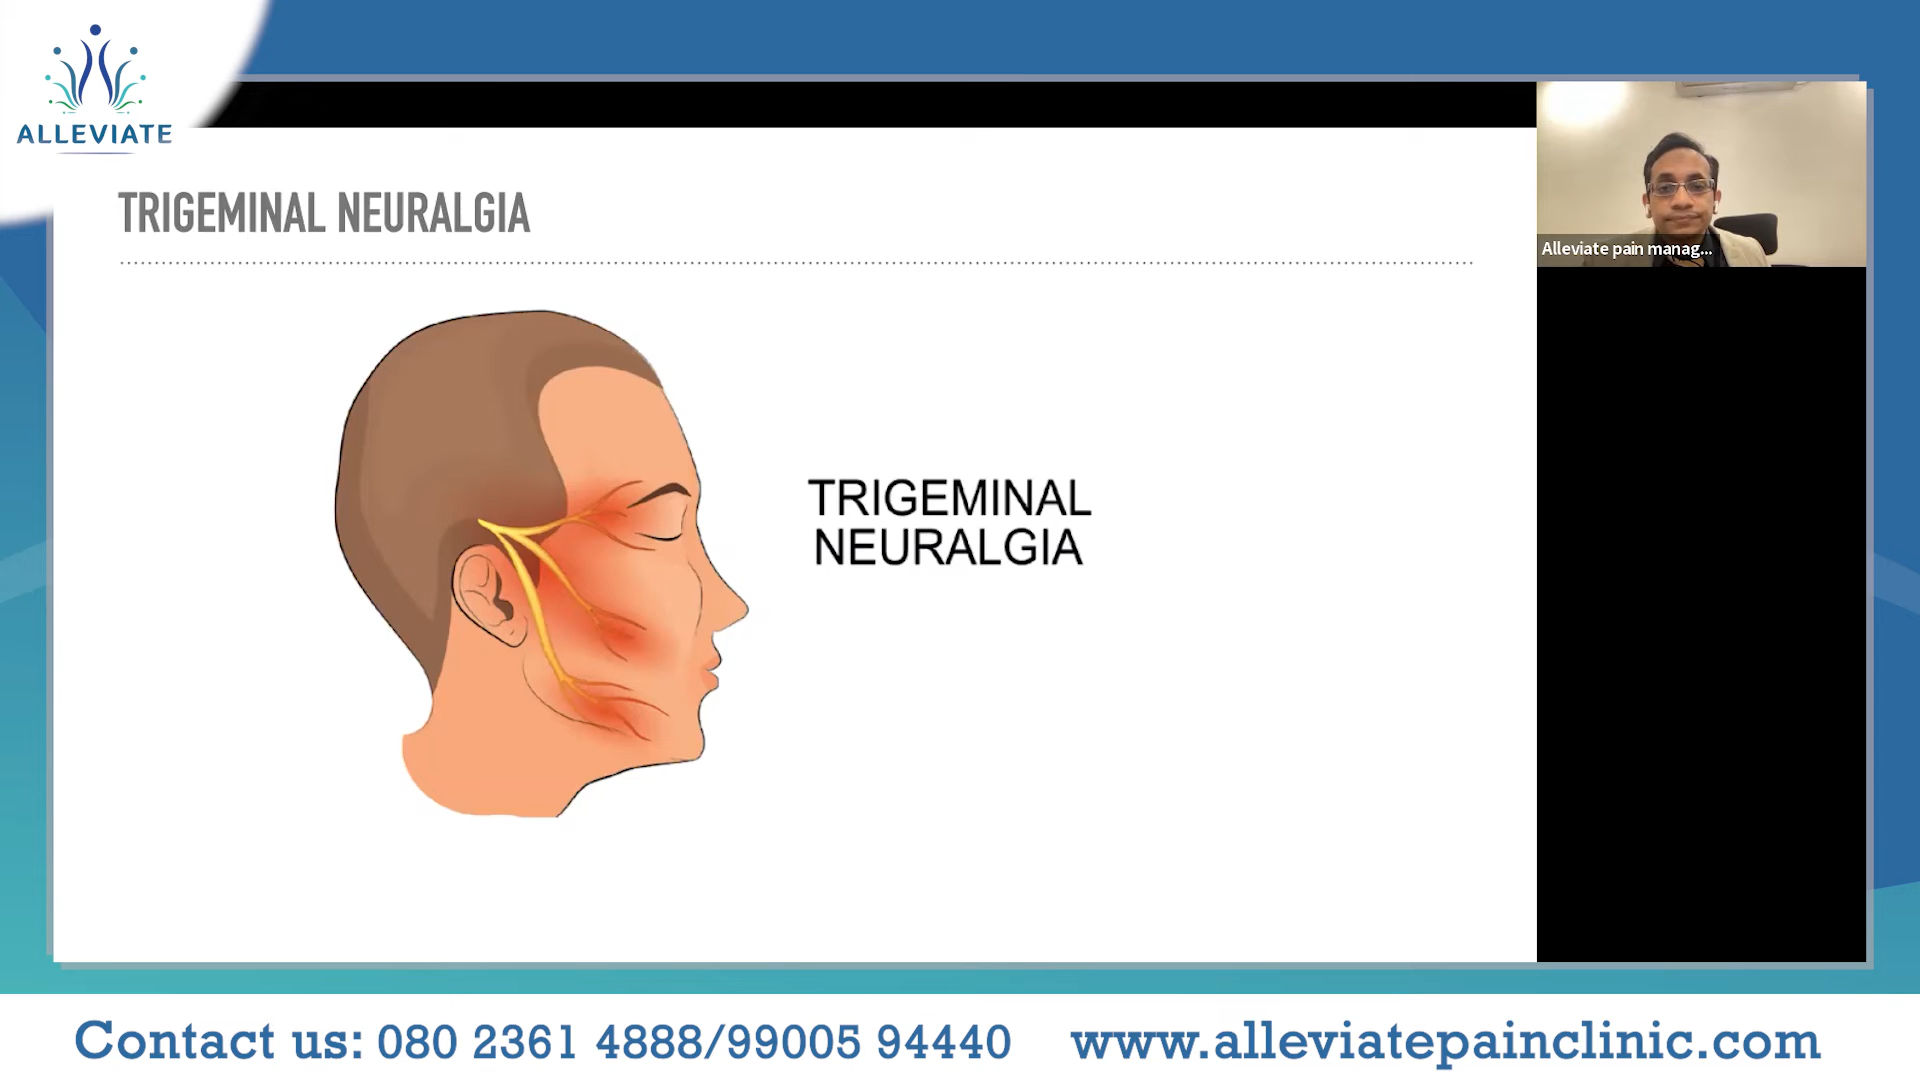 ALLEVIATE
TRIGEMINAL NEURALGIA
Alleviate pain manag...
TRIGEMINAL
NEURALGIA
Contact us: 080 2361 4888/99005 94440 www.alleviatepainclinic.com